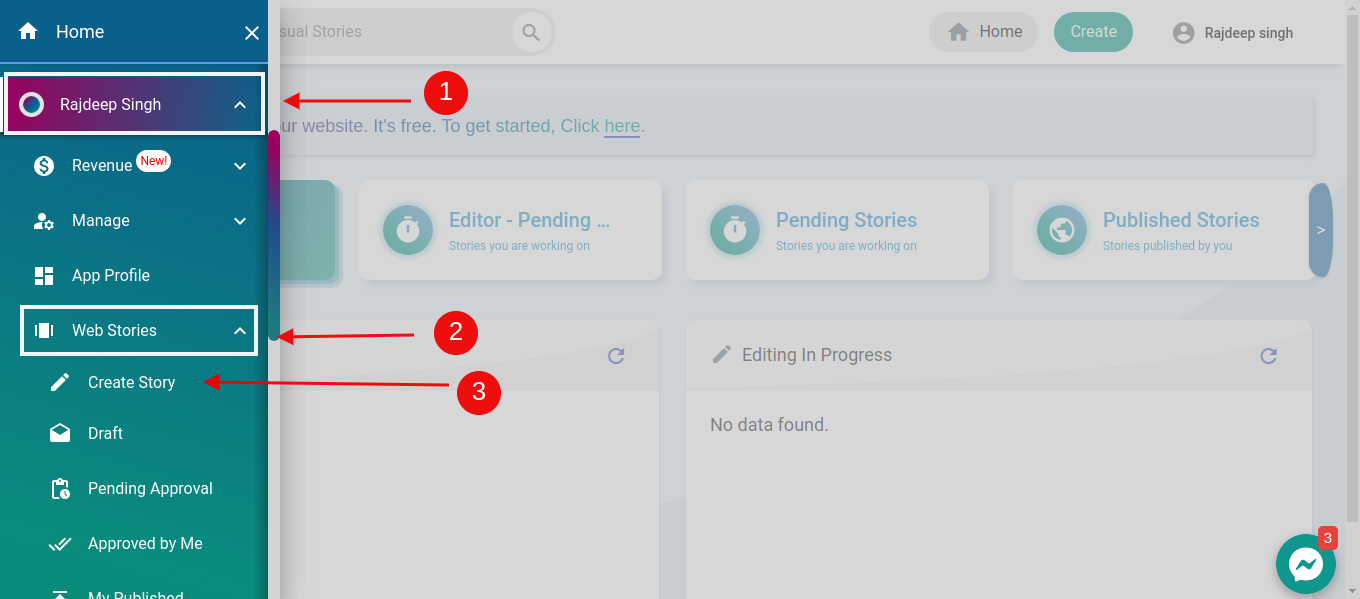 Home
Rajdeep Singh
Revenue New!
Manage
App Profile
Web Stories
Create Story
Draft
Pending Approval
Approved by Me
My Published
1
2
3
sual Stories
Home
Create
Rajdeep singh
ur website. It's free. To get started, Click here.
Editor - Pending ...
Stories you are working on
Pending Stories
Stories you are working on
Published Stories
Stories published by you
>
Editing In Progress
No data found.
3